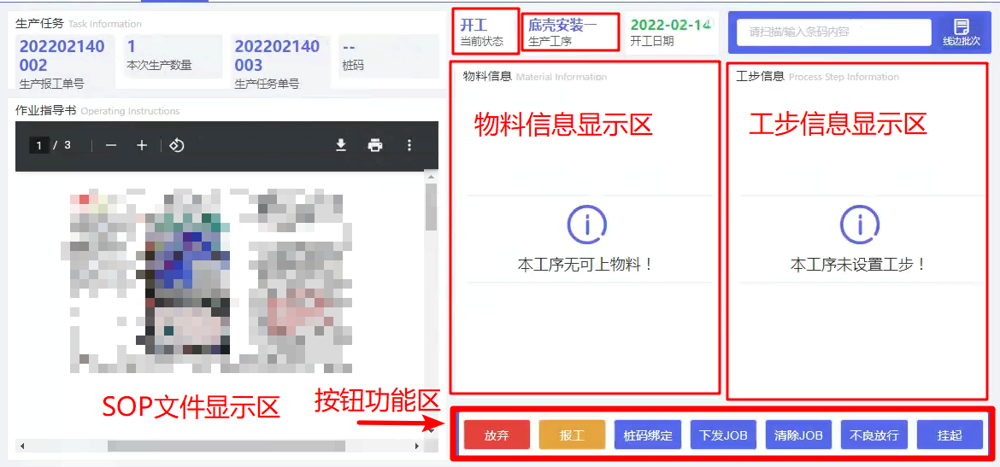 生产任务 Task Information
202202140
002
生产报工单号
1
本次生产数量
202202140
003
生产任务单号
--
桩码
开工
当前状态
底壳安装一
生产工序
2022-02-14
开工日期
请扫描/输入条码内容
线边批次
作业指导书 Operating Instructions
1 / 3
SOP文件显示区
物料信息 Material Information
物料信息显示区
本工序无可上物料！
工步信息 Process Step Information
工步信息显示区
本工序未设置工步！
按钮功能区
放弃
报工
桩码绑定
下发JOB
清除JOB
不良放行
挂起